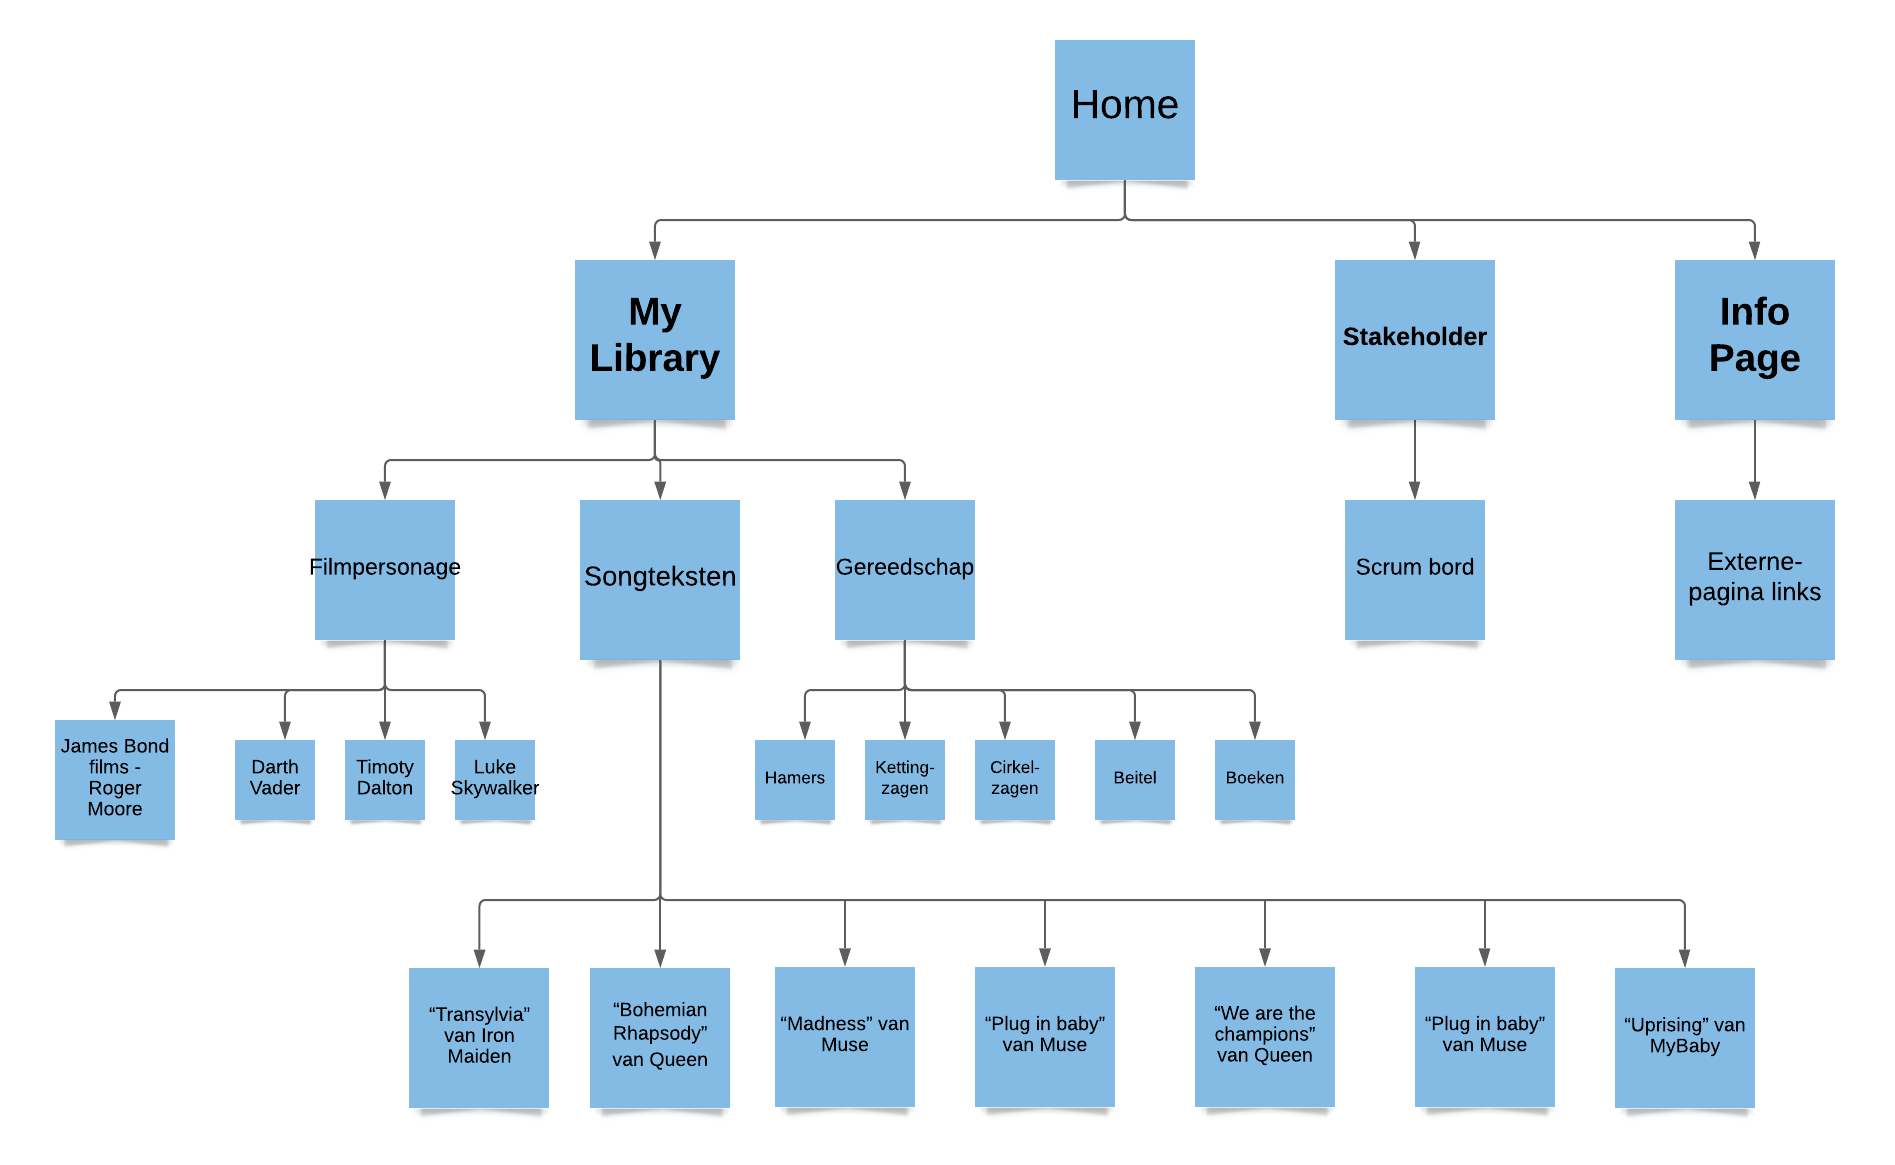 Home
My
Library
Stakeholder
Info
Page
Filmpersonage
Songteksten
Gereedschap
Scrum bord
Externe-
pagina links
James Bond
films -
Roger
Moore
Darth
Vader
Timoty
Dalton
Luke
Skywalker
Hamers
Ketting-
zagen
Cirkel-
zagen
Beitel
Boeken
“Transylvia”
van Iron
Maiden
“Bohemian
Rhapsody”
van Queen
“Madness” van
Muse
“Plug in baby”
van Muse
“We are the
champions”
van Queen
“Plug in baby”
van Muse
“Uprising” van
MyBaby